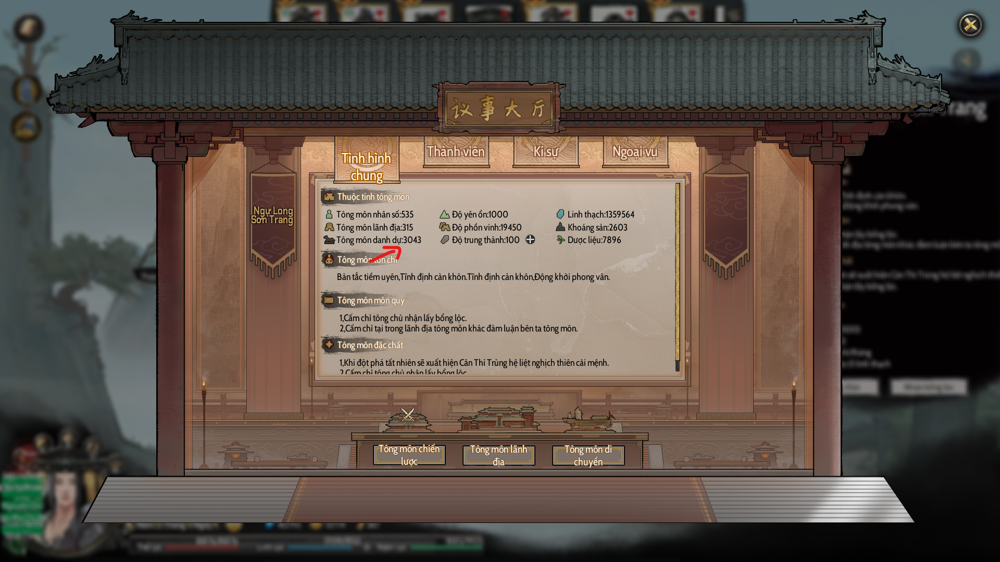 议事大厅
Tình hình
chung
Thành viên
Kí sự
Ngoại vụ
Ngự Long
Sơn Trang
Thuộc tính tông môn
Tông môn nhân số:535
Độ yên ổn:1000
Linh thạch:1359564
Tông môn lãnh địa:315
Độ phồn vinh:19450
Khoáng sản:2603
Tông môn danh dự:3043
Độ trung thành:100
Dược liệu:7896
Tông môn tôn chỉ
Bàn tắc tiềm uyên,Tĩnh định càn khôn.Tĩnh định càn khôn,Động khởi phong vân.
Tông môn môn quy
1,Cấm chỉ tông chủ nhận lấy bổng lộc.
2,Cấm chỉ tại trong lãnh địa tông môn khác đàm luận bên ta tông môn.
Tông môn đặc chất
1,Khi đột phá tất nhiên sẽ xuất hiện Cân Thí Trùng hệ liệt nghịch thiên cải mệnh.
2,Cấm chỉ tông chủ nhận lấy bổng lộc
Tông môn chiến
lược
Tông môn lãnh
địa
Tông môn di
chuyển